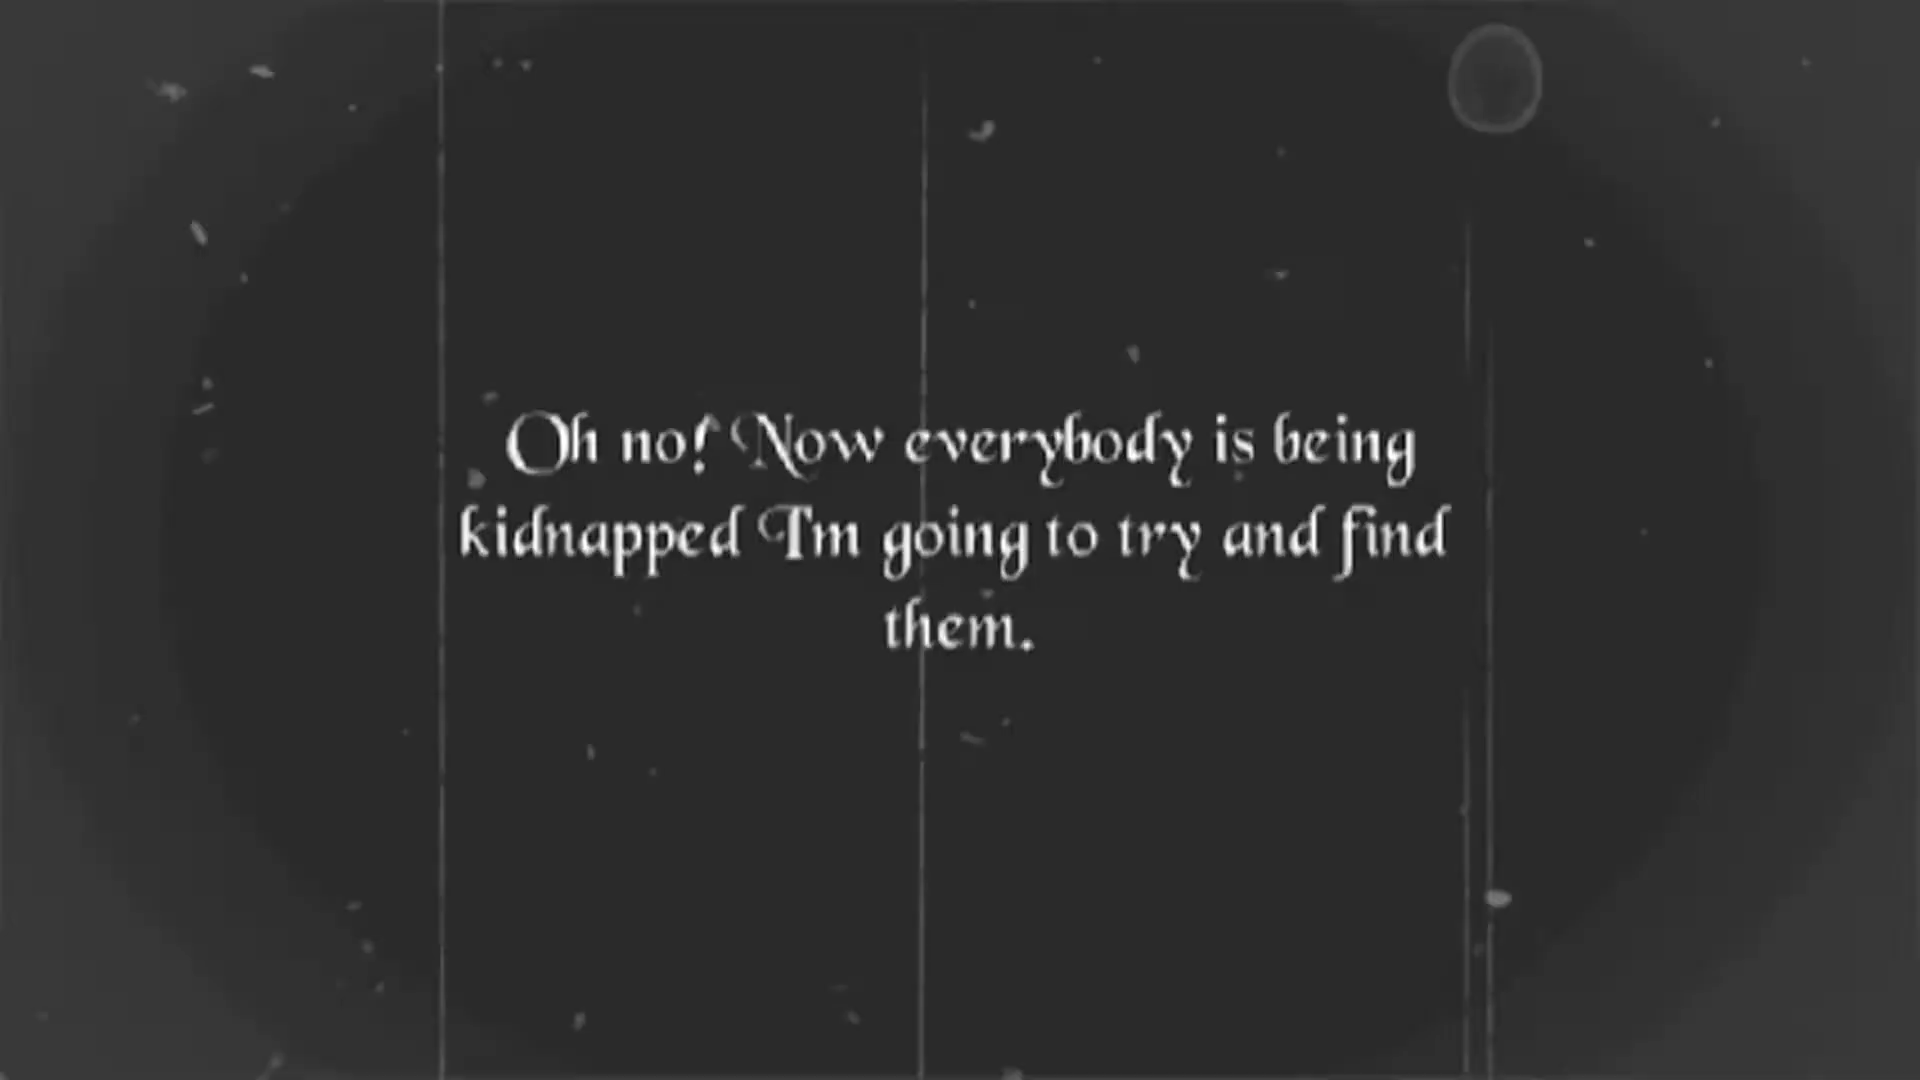 Oh no! Now everybody is being
kidnapped I'm going to try and find
them.